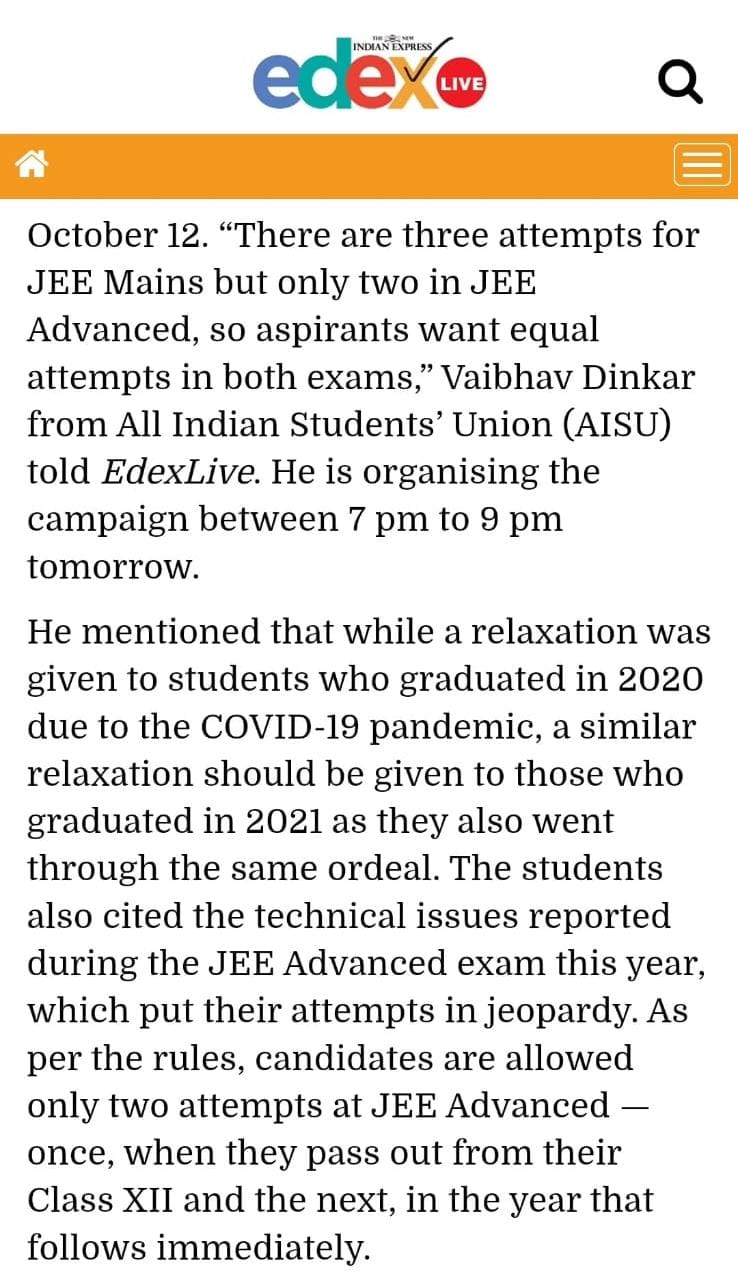 THE NEW
INDIAN EXPRESS
edex LIVE
October 12. “There are three attempts for
JEE Mains but only two in JEE
Advanced, so aspirants want equal
attempts in both exams,” Vaibhav Dinkar
from All Indian Students’ Union (AISU)
told EdexLive. He is organising the
campaign between 7 pm to 9 pm
tomorrow.
He mentioned that while a relaxation was
given to students who graduated in 2020
due to the COVID-19 pandemic, a similar
relaxation should be given to those who
graduated in 2021 as they also went
through the same ordeal. The students
also cited the technical issues reported
during the JEE Advanced exam this year,
which put their attempts in jeopardy. As
per the rules, candidates are allowed
only two attempts at JEE Advanced —
once, when they pass out from their
Class XII and the next, in the year that
follows immediately.